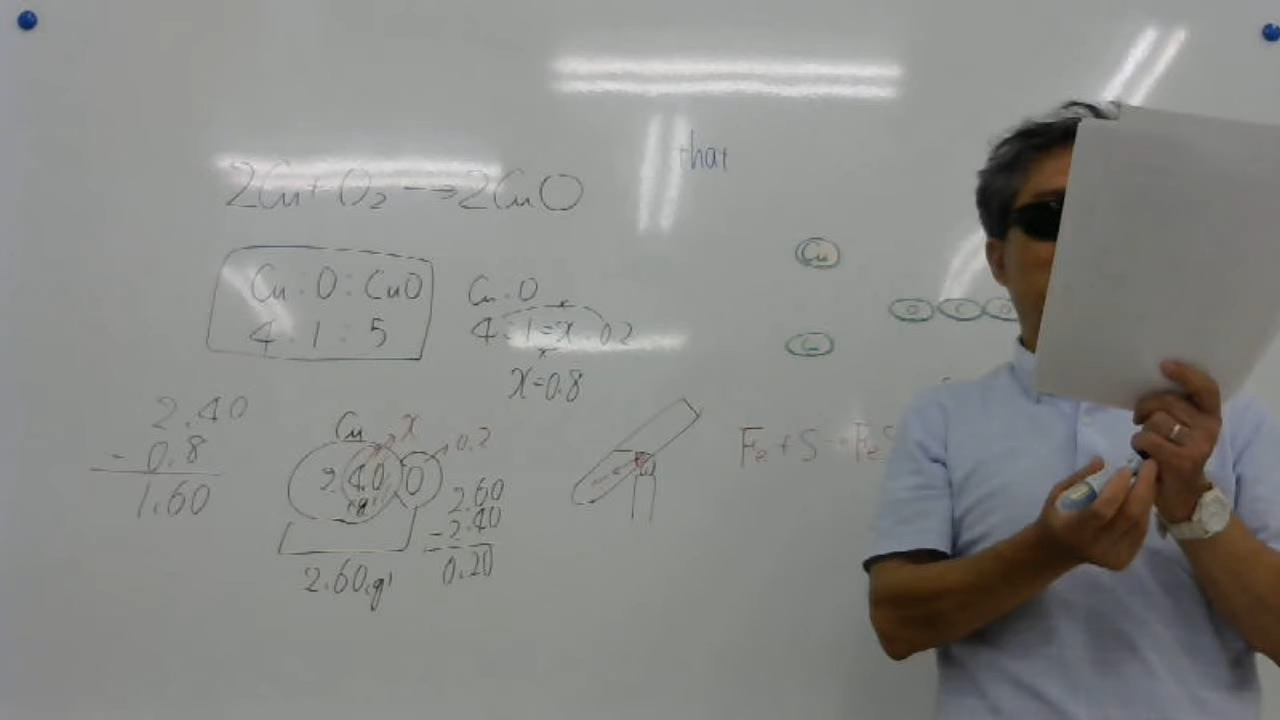 that
2Cu+O₂→2CuO
Cu:O:CuO
4:1:5
Cu:O
4:1=x:0.2
x=0.8
2.40
-0.8
1.60
Cu
x
0.2
2.40
O
g
2.60g
2.60
-2.40
0.20
Cu
O C O
Cu
Fe+S→FeS